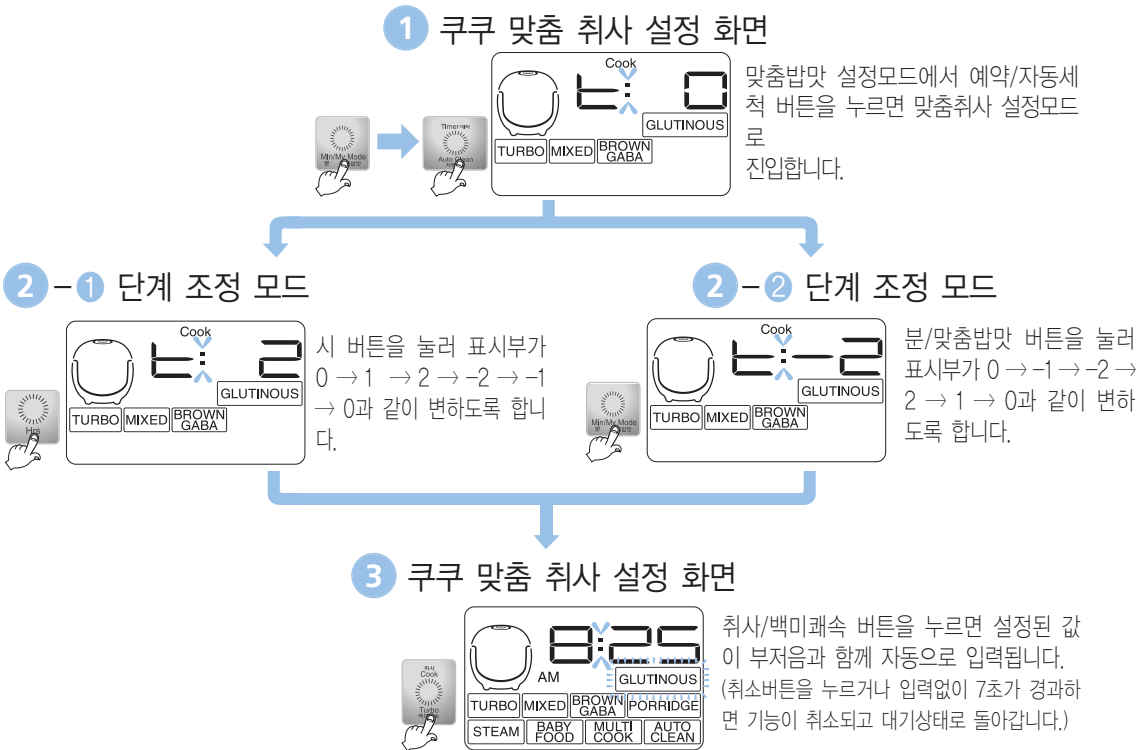 1 쿠쿠 맞춤 취사 설정 화면
Min/My Mode
Timer 예약
Auto Clean
Cook
t: 0
GLUTINOUS
TURBO MIXED BROWN GABA
맞춤밥맛 설정모드에서 예약/자동세
척 버튼을 누르면 맞춤취사 설정모드
로
진입합니다.
2 – 1 단계 조정 모드
Hrs
Cook
t: 2
GLUTINOUS
TURBO MIXED BROWN GABA
시 버튼을 눌러 표시부가
0 → 1 → 2 → –2 → –1
→ 0과 같이 변하도록 합니
다.
2 – 2 단계 조정 모드
Min/My Mode
Cook
t:–2
GLUTINOUS
TURBO MIXED BROWN GABA
분/맞춤밥맛 버튼을 눌러
표시부가 0 → –1 → –2 →
2 → 1 → 0과 같이 변하
도록 합니다.
3 쿠쿠 맞춤 취사 설정 화면
취사
Cook
Turbo
AM 8:25
GLUTINOUS
TURBO MIXED BROWN GABA PORRIDGE
STEAM BABY FOOD MULTI COOK AUTO CLEAN
취사/백미쾌속 버튼을 누르면 설정된 값
이 부저음과 함께 자동으로 입력됩니다.
(취소버튼을 누르거나 입력없이 7초가 경과하
면 기능이 취소되고 대기상태로 돌아갑니다.)